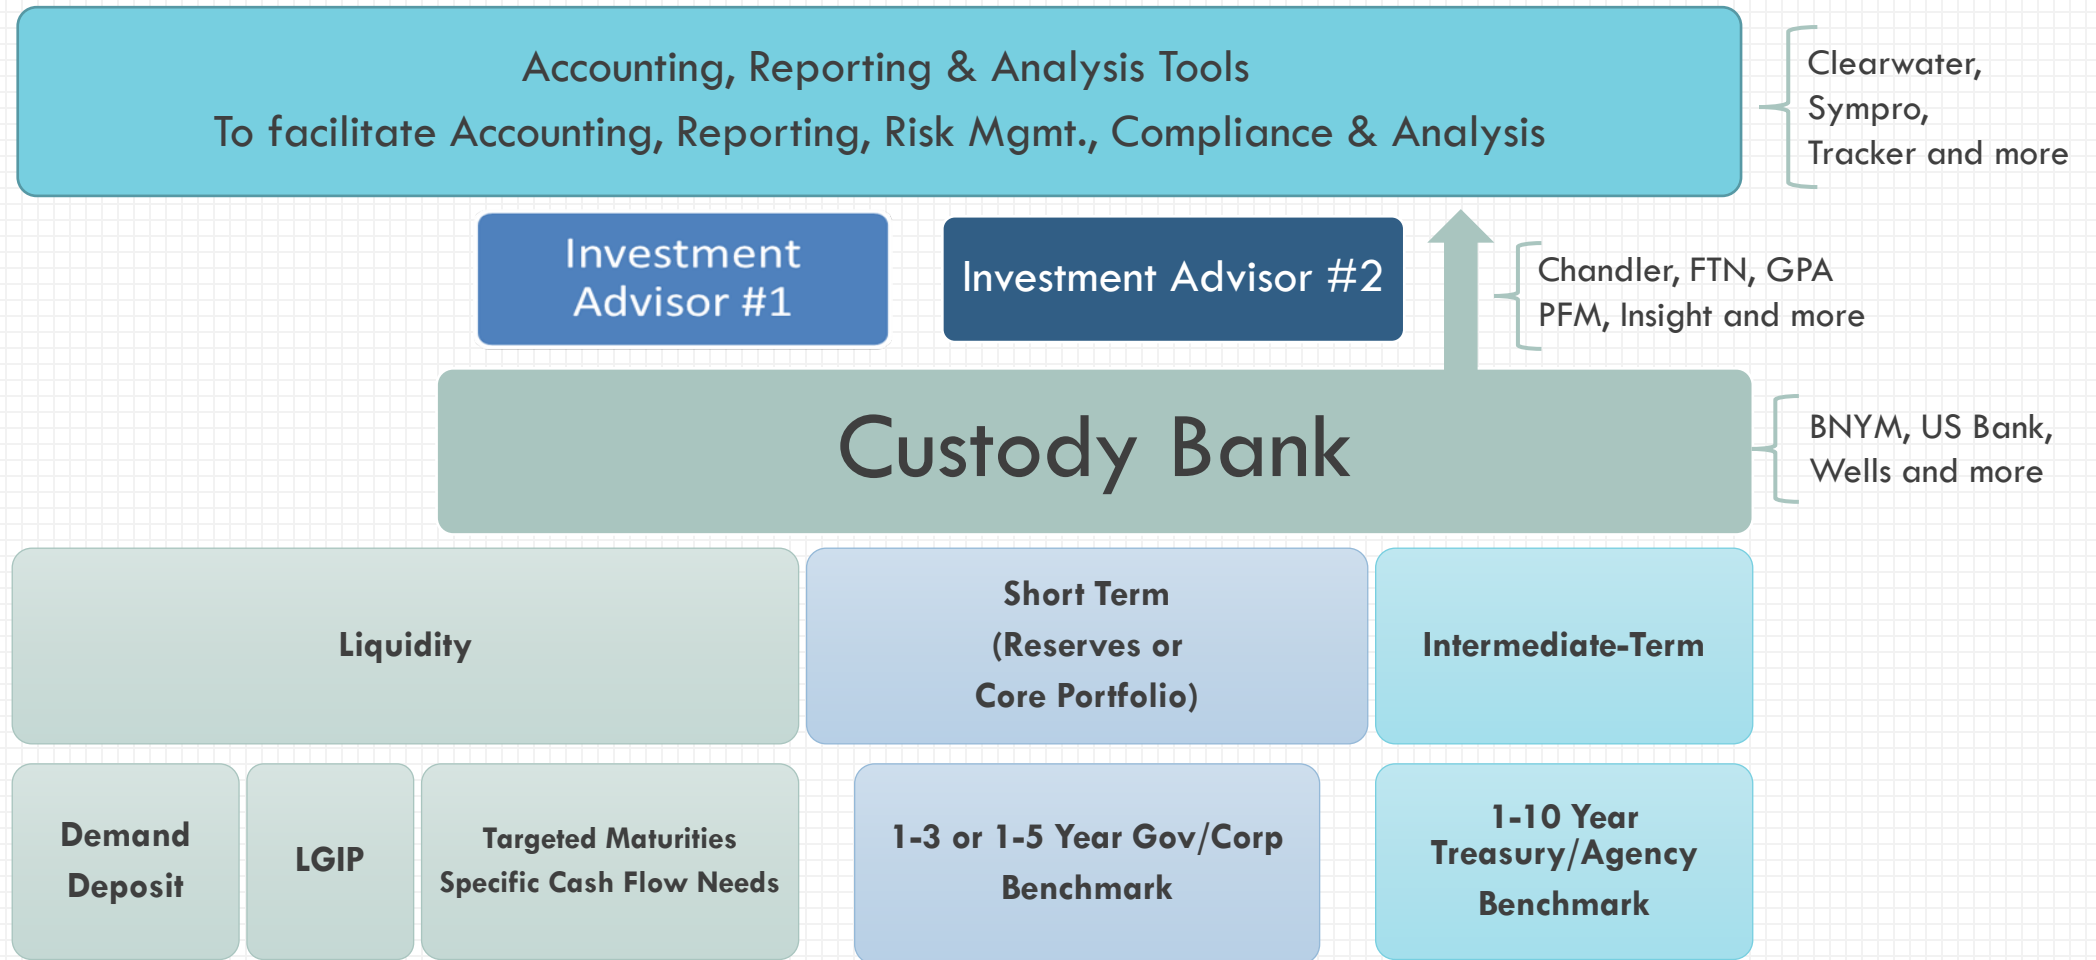 Accounting, Reporting & Analysis Tools
To facilitate Accounting, Reporting, Risk Mgmt., Compliance & Analysis
Clearwater,
Sympro,
Tracker and more
Investment
Advisor #1
Investment Advisor #2
Chandler, FTN, GPA
PFM, Insight and more
Custody Bank
BNYM, US Bank,
Wells and more
Liquidity
Short Term
(Reserves or
Core Portfolio)
Intermediate-Term
Demand
Deposit
LGIP
Targeted Maturities
Specific Cash Flow Needs
1-3 or 1-5 Year Gov/Corp
Benchmark
1-10 Year
Treasury/Agency
Benchmark